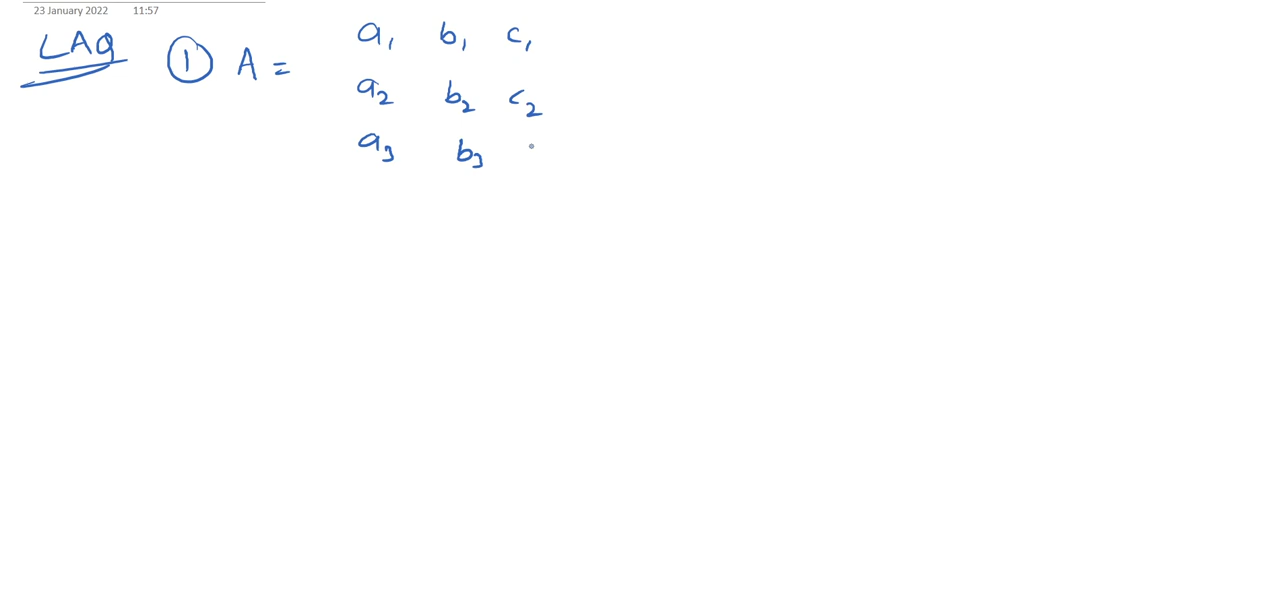 23 January 2022 11:57
LAQ ① A = a₁ b₁ c₁
a₂ b₂ c₂
a₃ b₃